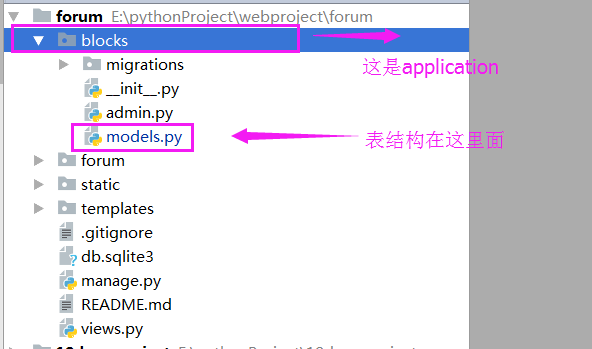 forum E:\pythonProject\webproject\forum
blocks
这是application
migrations
__init__.py
admin.py
models.py
表结构在这里面
forum
static
templates
.gitignore
db.sqlite3
manage.py
README.md
views.py